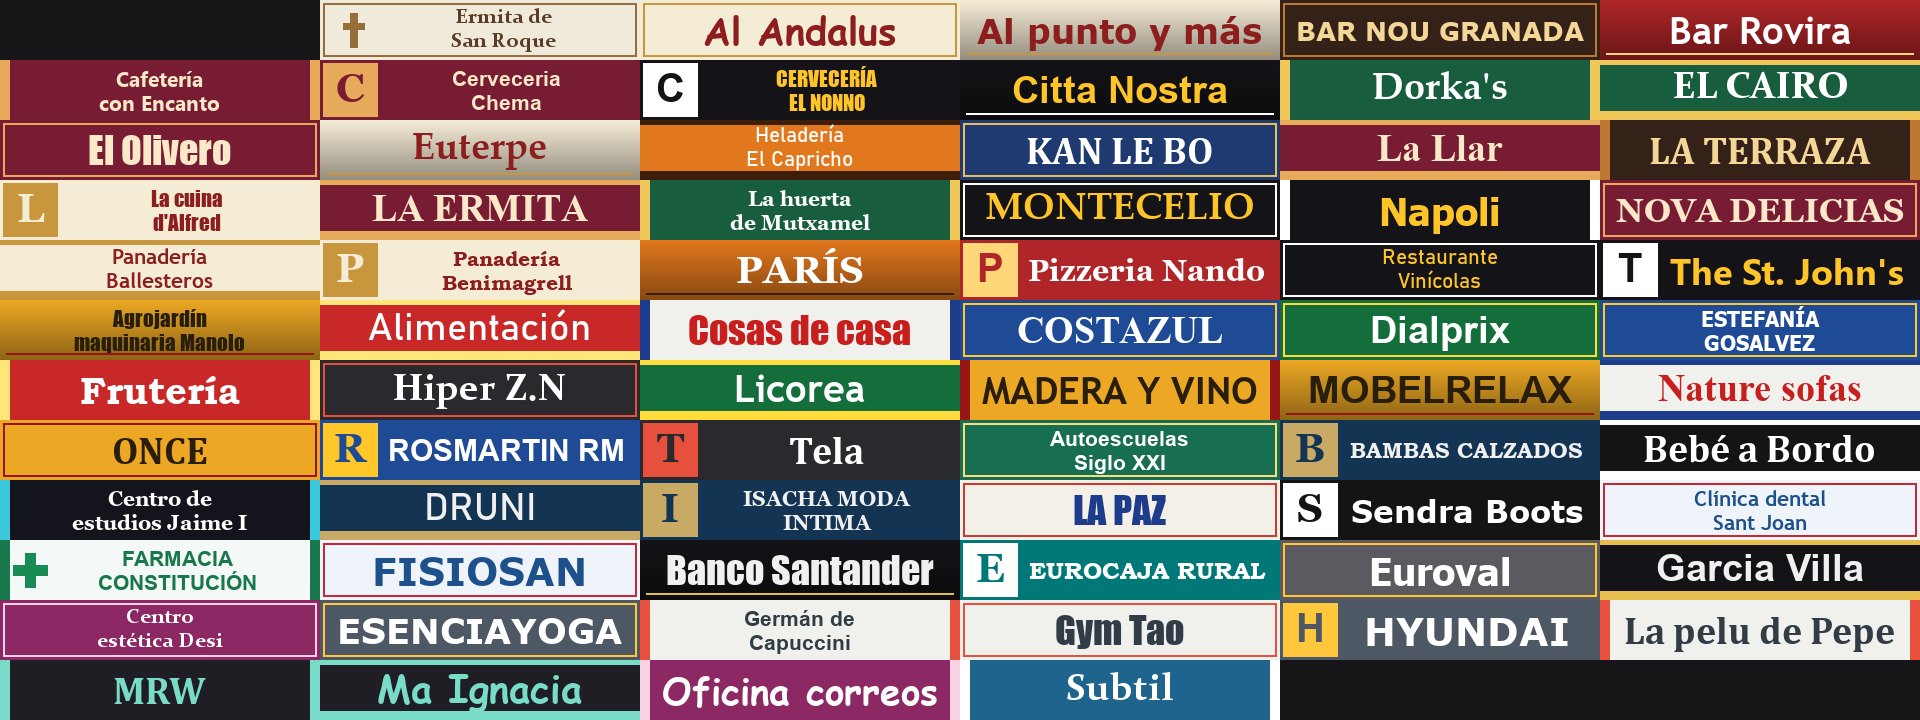 Ermita de
San Roque
Al Andalus
Al punto y más
BAR NOU GRANADA
Bar Rovira
Cafetería
con Encanto
C
Cerveceria
Chema
C
CERVECERÍA
EL NONNO
Citta Nostra
Dorka's
EL CAIRO
El Olivero
Euterpe
Heladería
El Capricho
KAN LE BO
La Llar
LA TERRAZA
L
La cuina
d'Alfred
LA ERMITA
La huerta
de Mutxamel
MONTECELIO
Napoli
NOVA DELICIAS
Panadería
Ballesteros
P
Panadería
Benimagrell
PARÍS
P
Pizzeria Nando
Restaurante
Vinícolas
T
The St. John's
Agrojardín
maquinaria Manolo
Alimentación
Cosas de casa
COSTAZUL
Dialprix
ESTEFANÍA
GOSALVEZ
Frutería
Hiper Z.N
Licorea
MADERA Y VINO
MOBELRELAX
Nature sofas
ONCE
R
ROSMARTIN RM
T
Tela
Autoescuelas
Siglo XXI
B
BAMBAS CALZADOS
Bebé a Bordo
Centro de
estudios Jaime I
DRUNI
I
ISACHA MODA
INTIMA
LA PAZ
S
Sendra Boots
Clínica dental
Sant Joan
FARMACIA
CONSTITUCIÓN
FISIOSAN
Banco Santander
E
EUROCAJA RURAL
Euroval
Garcia Villa
Centro
estética Desi
ESENCIAYOGA
Germán de
Capuccini
Gym Tao
H
HYUNDAI
La pelu de Pepe
MRW
Ma Ignacia
Oficina correos
Subtil